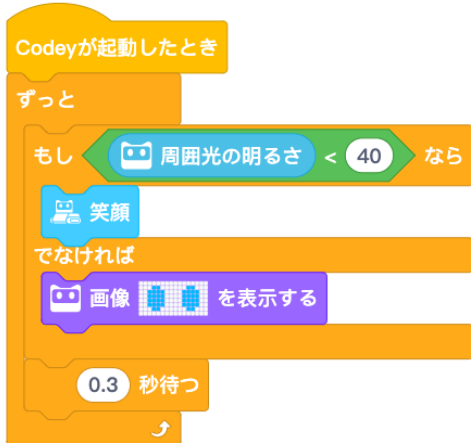 Codeyが起動したとき
ずっと
もし 周囲光の明るさ < 40 なら
笑顔
でなければ
画像 を表示する
0.3 秒待つ